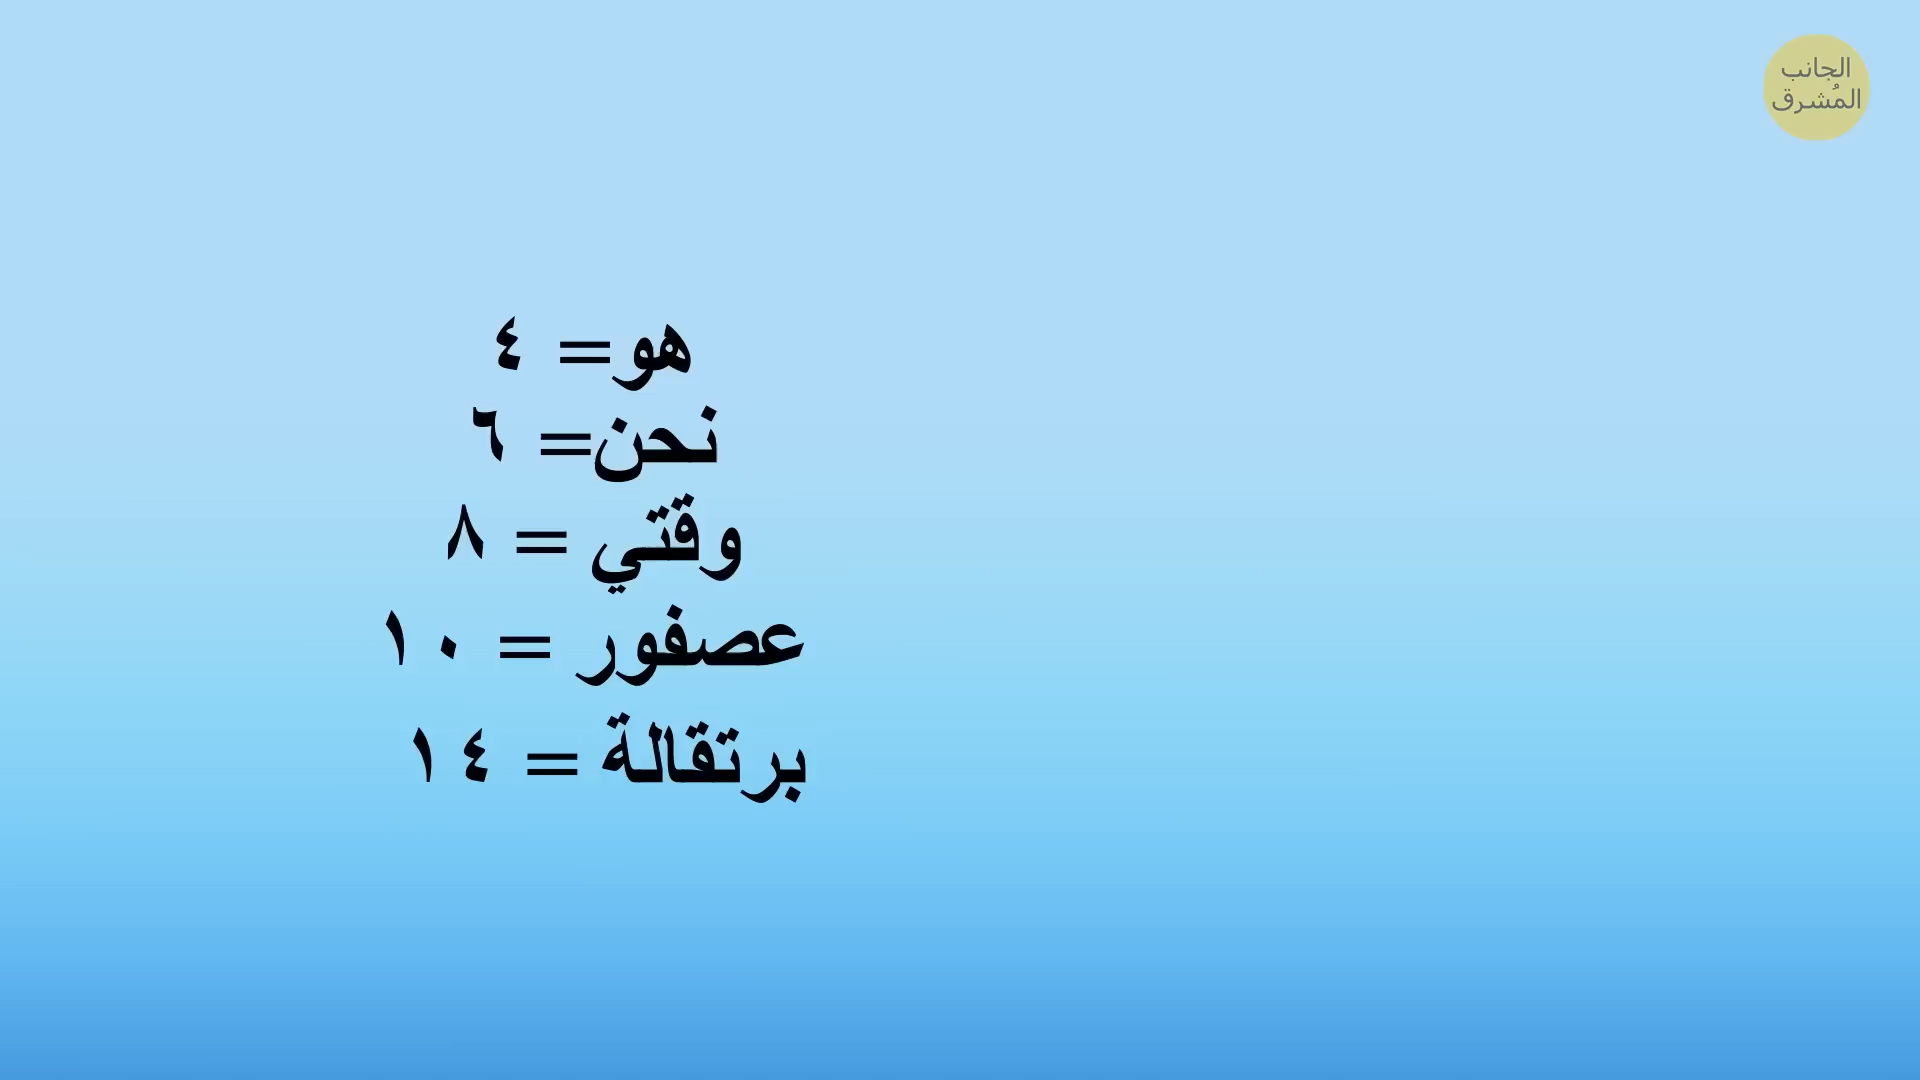 الجانب
المُشرق
هو= ٤
نحن= ٦
وقتي = ٨
عصفور = ١٠
برتقالة = ١٤